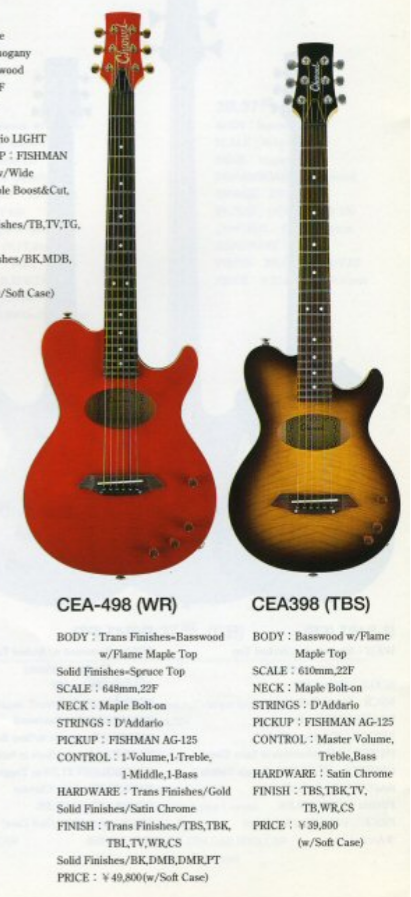 e
ogany
wood
F
io LIGHT
P : FISHMAN
w/Wide
le Boost&Cut,
shes/TB,TV,TG,
hes/BK,MDB,
/Soft Case)
Charvel
Charvel
CEA-498 (WR)
BODY : Trans Finishes=Basswood
w/Flame Maple Top
Solid Finishes=Spruce Top
SCALE : 648mm,22F
NECK : Maple Bolt-on
STRINGS : D'Addario
PICKUP : FISHMAN AG-125
CONTROL : 1-Volume,1-Treble,
1-Middle,1-Bass
HARDWARE : Trans Finishes/Gold
Solid Finishes/Satin Chrome
FINISH : Trans Finishes/TBS,TBK,
TBL,TV,WR,CS
Solid Finishes/BK,DMB,DMR,PT
PRICE : ¥49,800(w/Soft Case)
CEA398 (TBS)
BODY : Basswood w/Flame
Maple Top
SCALE : 610mm,22F
NECK : Maple Bolt-on
STRINGS : D'Addario
PICKUP : FISHMAN AG-125
CONTROL : Master Volume,
Treble,Bass
HARDWARE : Satin Chrome
FINISH : TBS,TBK,TV,
TB,WR,CS
PRICE : ¥39,800
(w/Soft Case)